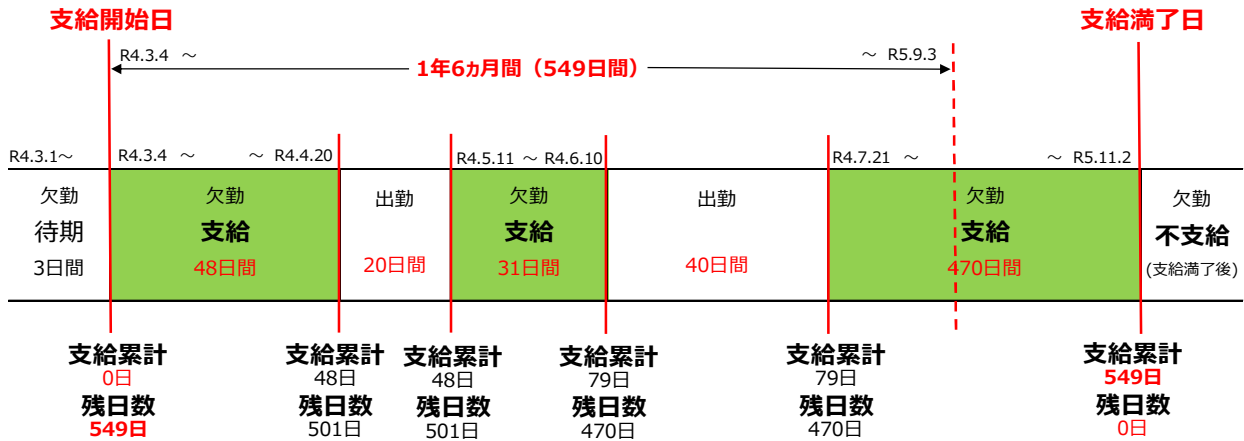 支給開始日
支給満了日
R4.3.4 ～
～ R5.9.3
1年6ヵ月間（549日間）
R4.3.1～
R4.3.4 ～
～ R4.4.20
R4.5.11 ～ R4.6.10
R4.7.21 ～
～ R5.11.2
欠勤
待期
3日間
欠勤
支給
48日間
出勤
20日間
欠勤
支給
31日間
出勤
40日間
欠勤
支給
470日間
欠勤
不支給
(支給満了後)
支給累計
0日
残日数
549日
支給累計
48日
残日数
501日
支給累計
48日
残日数
501日
支給累計
79日
残日数
470日
支給累計
79日
残日数
470日
支給累計
549日
残日数
0日